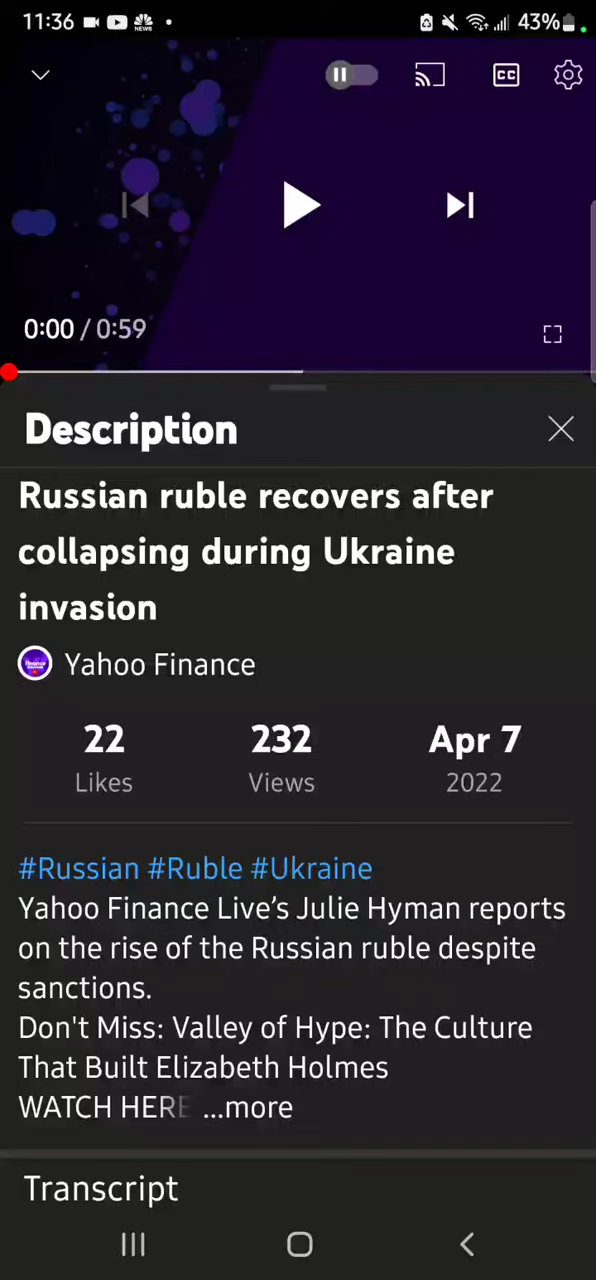 11:36
NEWS
43%
CC
0:00 / 0:59
Description
Russian ruble recovers after
collapsing during Ukraine
invasion
Yahoo Finance
22
Likes
232
Views
Apr 7
2022
#Russian #Ruble #Ukraine
Yahoo Finance Live's Julie Hyman reports
on the rise of the Russian ruble despite
sanctions.
Don't Miss: Valley of Hype: The Culture
That Built Elizabeth Holmes
WATCH HERE ...more
Transcript